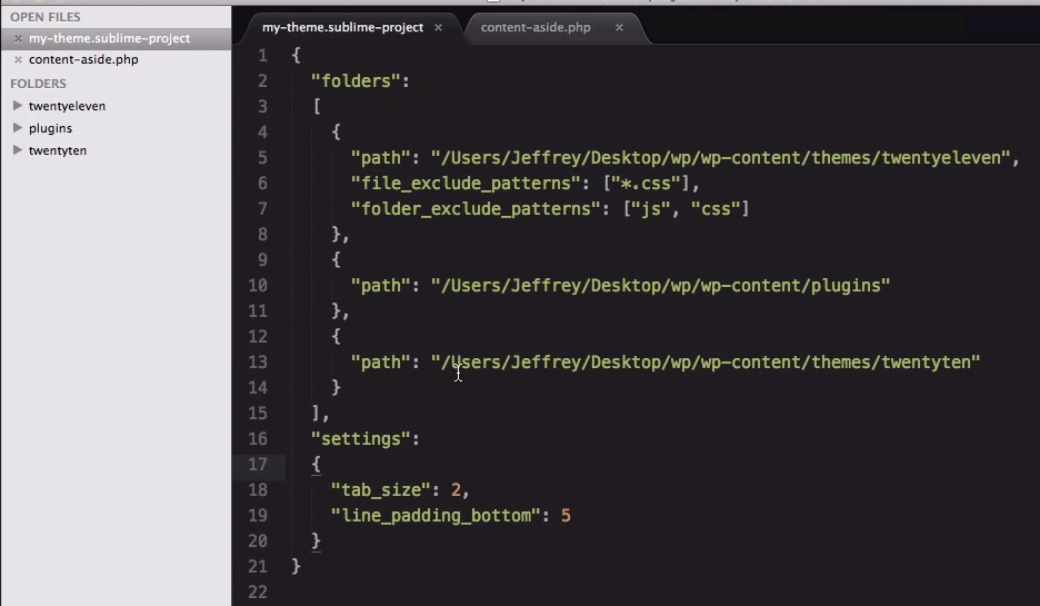 OPEN FILES
my-theme.sublime-project
content-aside.php
FOLDERS
twentyeleven
plugins
twentyten
my-theme.sublime-project content-aside.php
1 {
2 "folders":
3 [
4 {
5 "path": "/Users/Jeffrey/Desktop/wp/wp-content/themes/twentyeleven",
6 "file_exclude_patterns": ["*.css"],
7 "folder_exclude_patterns": ["js", "css"]
8 },
9 {
10 "path": "/Users/Jeffrey/Desktop/wp/wp-content/plugins"
11 },
12 {
13 "path": "/Users/Jeffrey/Desktop/wp/wp-content/themes/twentyten"
14 }
15 ],
16 "settings":
17 {
18 "tab_size": 2,
19 "line_padding_bottom": 5
20 }
21 }
22